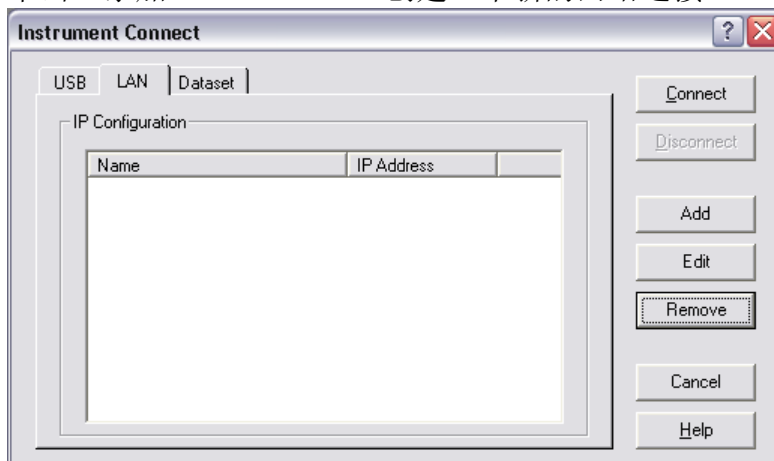 Instrument Connect
USB LAN Dataset
Connect
IP Configuration
Disconnect
Name IP Address
Add
Edit
Remove
Cancel
Help